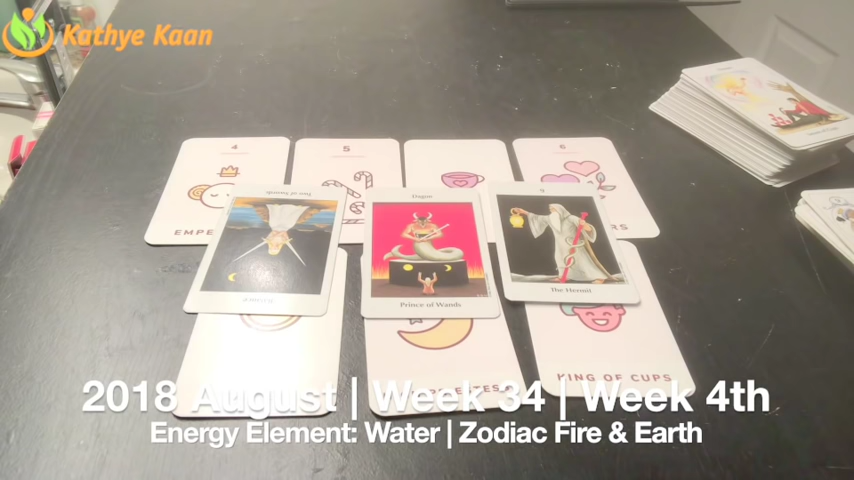 Kathye Kaan
4
5
6
EMPE
RS
Dagon
9
Prince of Wands
The Hermit
KING OF CUPS
2018 August | Week 34 | Week 4th
Energy Element: Water | Zodiac Fire & Earth